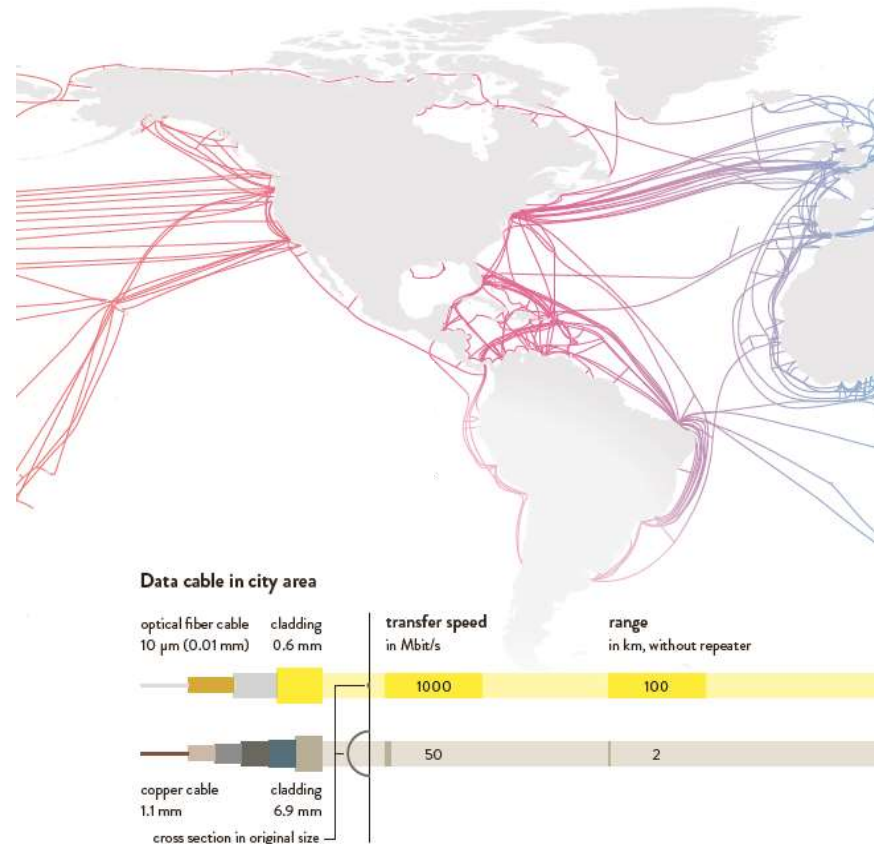 Data cable in city area
optical fiber cable
10 µm (0.01 mm)
cladding
0.6 mm
transfer speed
in Mbit/s
range
in km, without repeater
1000
100
50
2
copper cable
1.1 mm
cladding
6.9 mm
cross section in original size